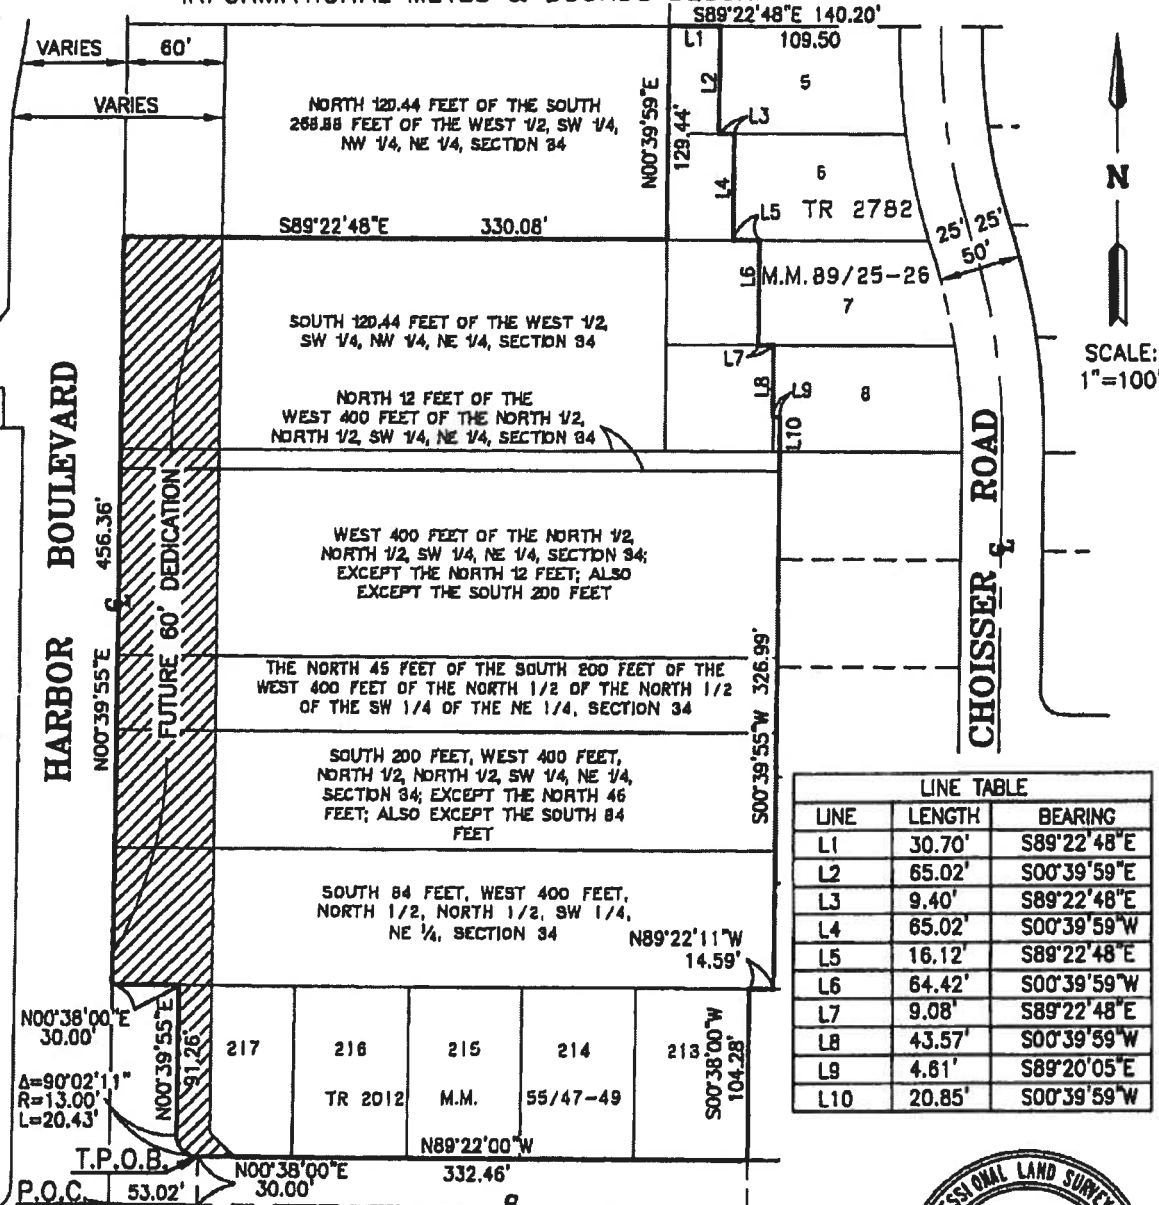 S89°22'48"E 140.20'
VARIES
60'
L1
109.50
VARIES
L2
5
NORTH 120.44 FEET OF THE SOUTH
268.88 FEET OF THE WEST 1/2, SW 1/4,
NW 1/4, NE 1/4, SECTION 34
N00°39'59"E
129.44'
L3
L4
6
N
L5
TR 2782
S89°22'48"E 330.08'
25' 25'
50'
L6
M.M. 89/25-26
7
SOUTH 120.44 FEET OF THE WEST 1/2,
SW 1/4, NW 1/4, NE 1/4, SECTION 34
L7
SCALE:
1"=100'
L8
L9
8
NORTH 12 FEET OF THE
WEST 400 FEET OF THE NORTH 1/2,
NORTH 1/2, SW 1/4, NE 1/4, SECTION 34
L10
HARBOR BOULEVARD
N00°39'55"E 456.36'
FUTURE 60' DEDICATION
CHOISSER ROAD
WEST 400 FEET OF THE NORTH 1/2,
NORTH 1/2, SW 1/4, NE 1/4, SECTION 34;
EXCEPT THE NORTH 12 FEET; ALSO
EXCEPT THE SOUTH 200 FEET
S00°39'55"W 326.99'
THE NORTH 45 FEET OF THE SOUTH 200 FEET OF THE
WEST 400 FEET OF THE NORTH 1/2 OF THE NORTH 1/2
OF THE SW 1/4 OF THE NE 1/4, SECTION 34
SOUTH 200 FEET, WEST 400 FEET,
NORTH 1/2, NORTH 1/2, SW 1/4, NE 1/4,
SECTION 34; EXCEPT THE NORTH 46
FEET; ALSO EXCEPT THE SOUTH 84
FEET
SOUTH 84 FEET, WEST 400 FEET,
NORTH 1/2, NORTH 1/2, SW 1/4,
NE 1/4, SECTION 34
N89°22'11"W
14.59'
LINE TABLE
LINE LENGTH BEARING
L1 30.70' S89°22'48"E
L2 65.02' S00°39'59"E
L3 9.40' S89°22'48"E
L4 65.02' S00°39'59"W
L5 16.12' S89°22'48"E
L6 64.42' S00°39'59"W
L7 9.08' S89°22'48"E
L8 43.57' S00°39'59"W
L9 4.61' S89°20'05"E
L10 20.85' S00°39'59"W
N00°38'00"E
30.00'
N00°39'55"E
91.26'
217 216 215 214 213
S00°38'00"W
104.28'
Δ=90°02'11"
R=13.00'
L=20.43'
TR 2012 M.M. 55/47-49
N89°22'00"W
332.46'
T.P.O.B.
N00°38'00"E
30.00'
P.O.C. 53.02'
LAND